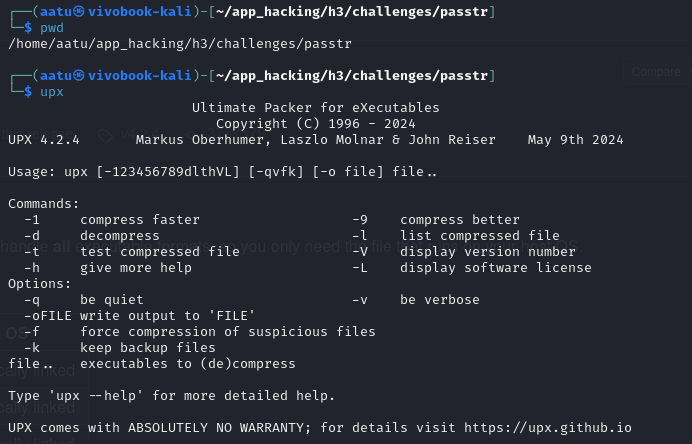 ┌──(aatu㉿vivobook-kali)-[~/app_hacking/h3/challenges/passtr]
└─$ pwd
/home/aatu/app_hacking/h3/challenges/passtr
Compare
┌──(aatu㉿vivobook-kali)-[~/app_hacking/h3/challenges/passtr]
└─$ upx
                       Ultimate Packer for eXecutables
                          Copyright (C) 1996 - 2024
UPX 4.2.4       Markus Oberhumer, Laszlo Molnar & John Reiser    May 9th 2024

Usage: upx [-123456789dlthVL] [-qvfk] [-o file] file..

Commands:
  -1     compress faster                   -9    compress better
  -d     decompress                        -l    list compressed file
  -t     test compressed file              -V    display version number
  -h     give more help                    -L    display software license
Options:
  -q     be quiet                          -v    be verbose
  -oFILE write output to 'FILE'
  -f     force compression of suspicious files
  -k     keep backup files
file..   executables to (de)compress

Type 'upx --help' for more detailed help.

UPX comes with ABSOLUTELY NO WARRANTY; for details visit https://upx.github.io